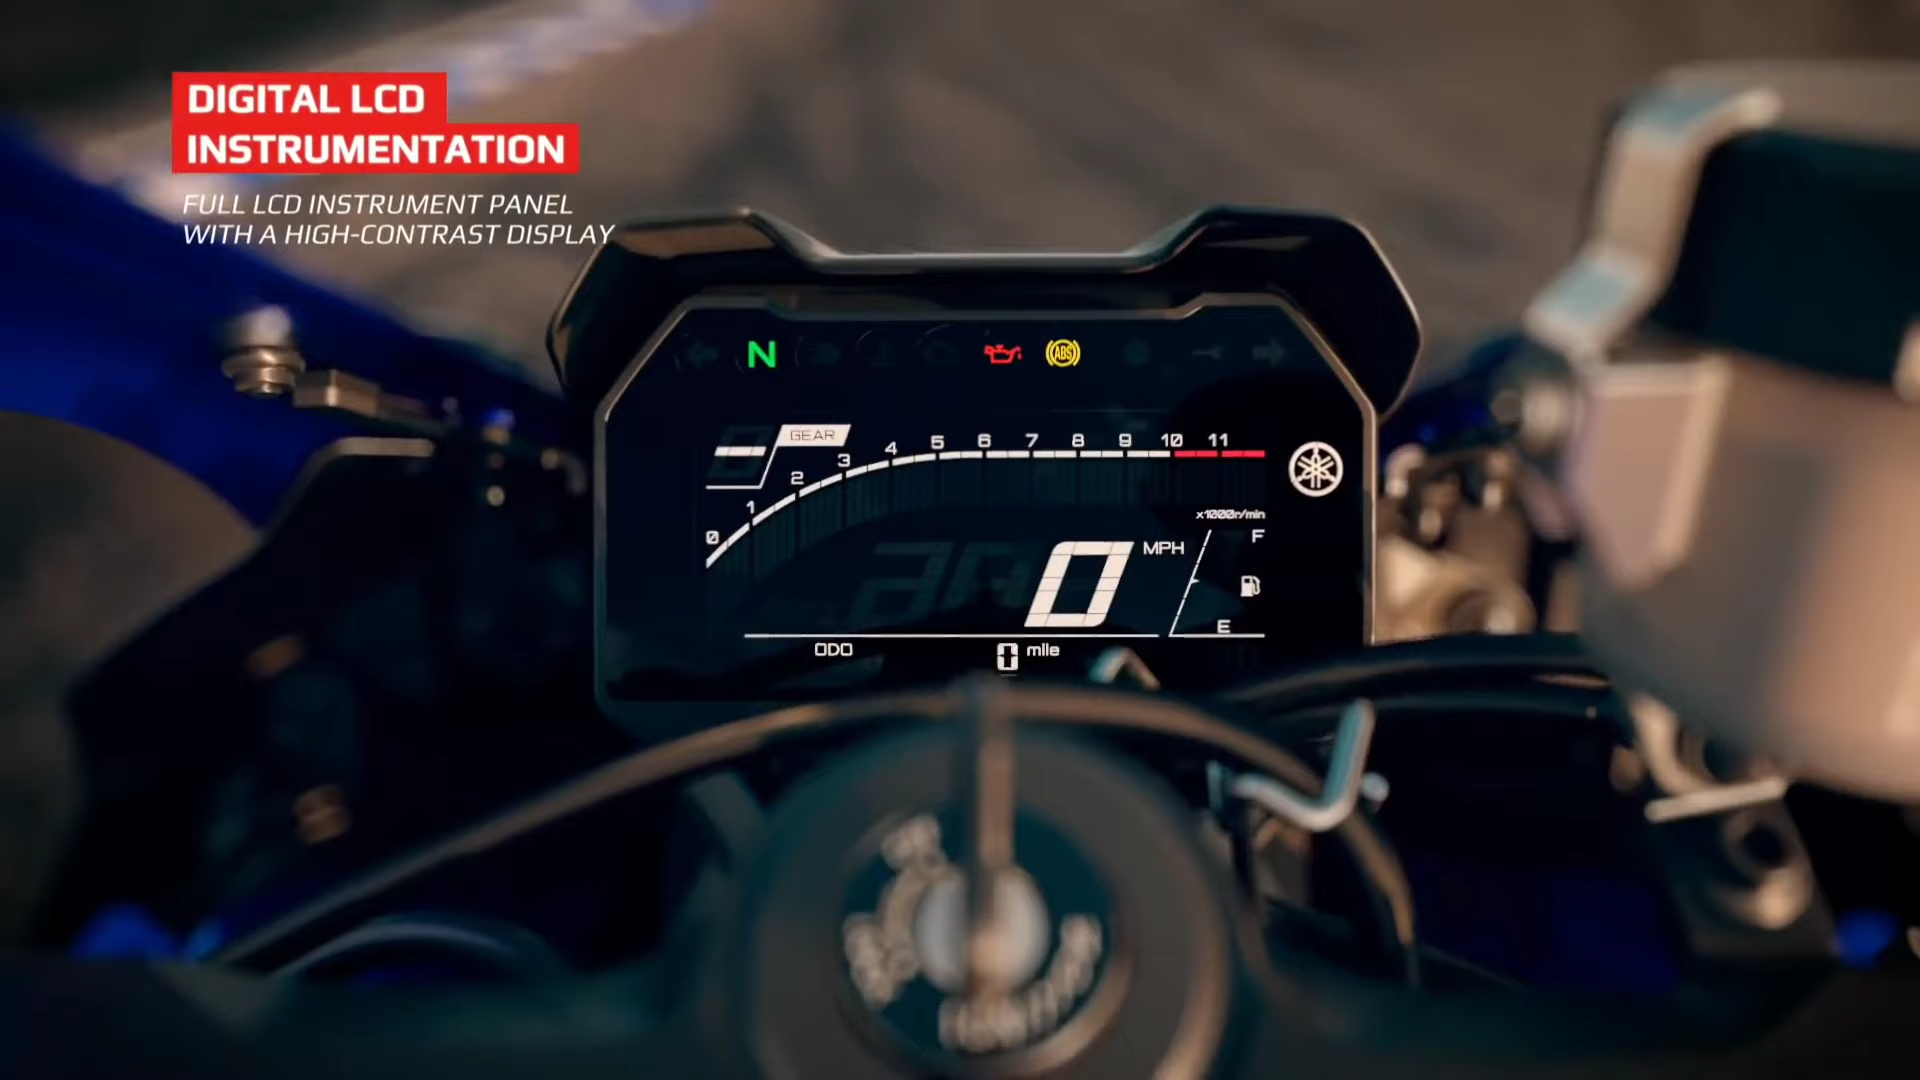 DIGITAL LCD
INSTRUMENTATION
FULL LCD INSTRUMENT PANEL
WITH A HIGH-CONTRAST DISPLAY
N
ABS
GEAR
0 1 2 3 4 5 6 7 8 9 10 11
x1000r/min
F
0 MPH
E
ODO 0 mile